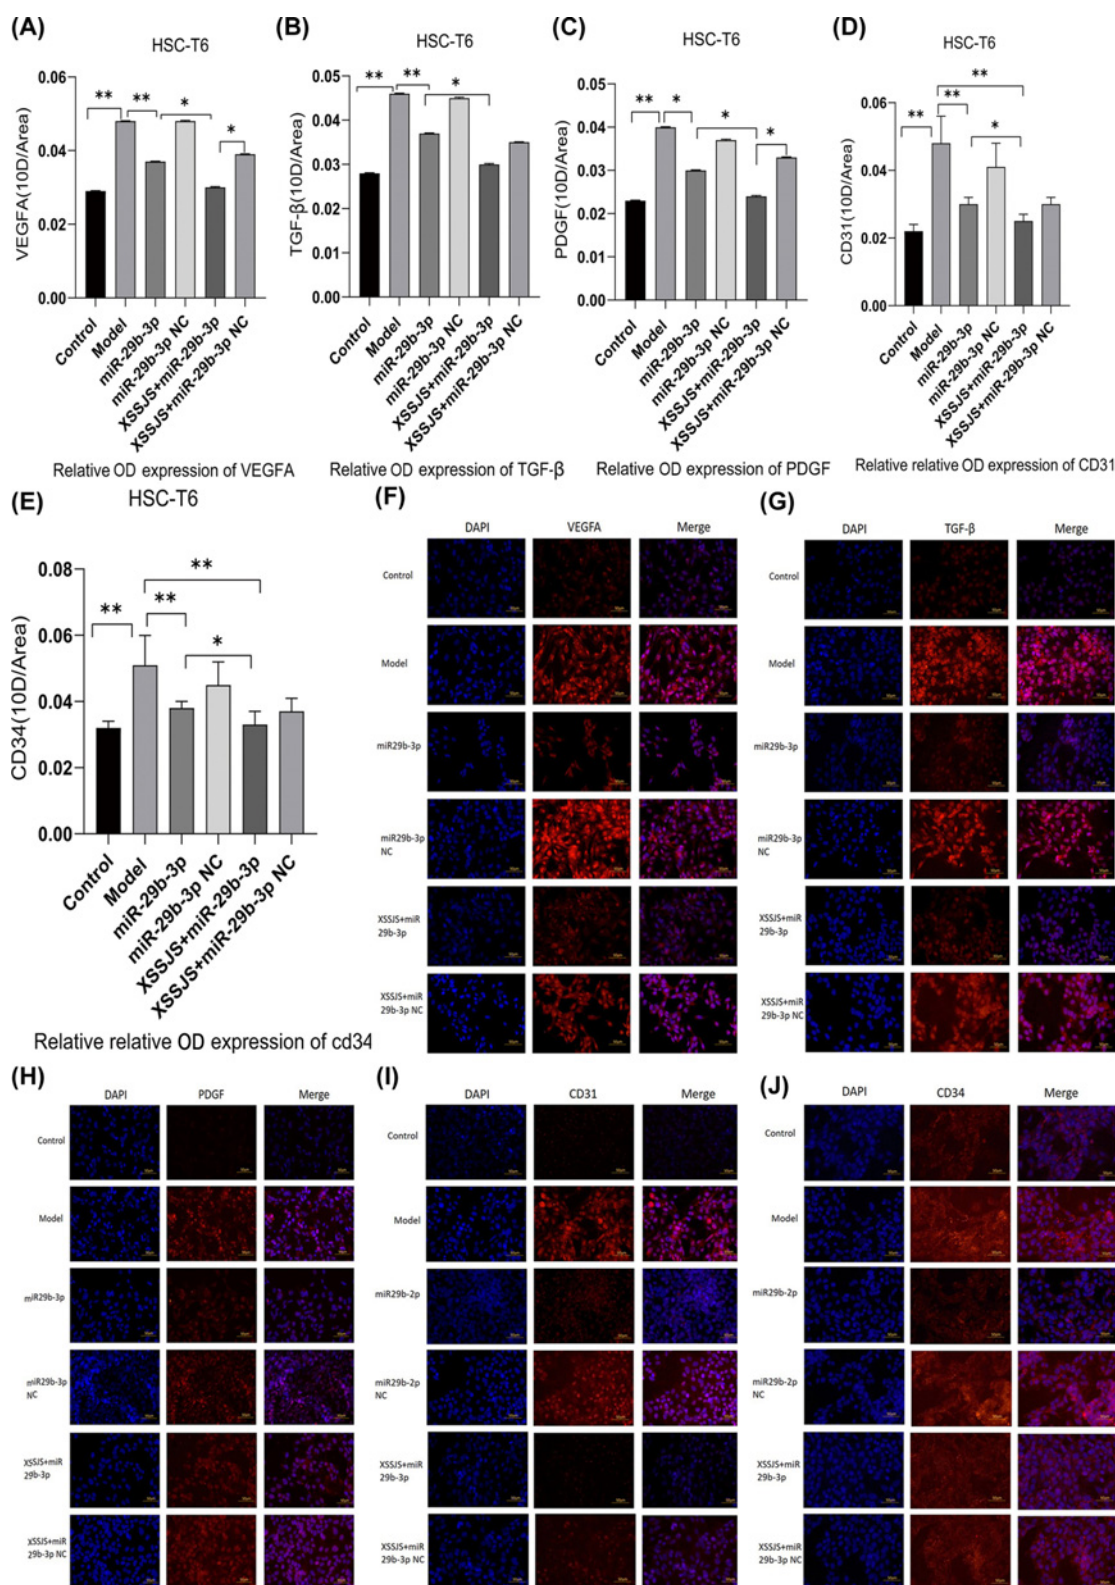 (A)
HSC-T6
VEGFA(10D/Area)
0.06
0.04
0.02
0.00
** ** * *
Control
Model
miR-29b-3p
miR-29b-3p NC
XSSJS+miR-29b-3p
XSSJS+miR-29b-3p NC
Relative OD expression of VEGFA
(B)
HSC-T6
TGF-β(10D/Area)
0.05
0.04
0.03
0.02
0.01
0.00
** ** *
Control
Model
miR-29b-3p
miR-29b-3p NC
XSSJS+miR-29b-3p
XSSJS+miR-29b-3p NC
Relative OD expression of TGF-β
(C)
HSC-T6
PDGF(10D/Area)
0.05
0.04
0.03
0.02
0.01
0.00
** * * *
Control
Model
miR-29b-3p
miR-29b-3p NC
XSSJS+miR-29b-3p
XSSJS+miR-29b-3p NC
Relative OD expression of PDGF
(D)
HSC-T6
CD31(10D/Area)
0.06
0.04
0.02
0.00
** ** ** *
Control
Model
miR-29b-3p
miR-29b-3p NC
XSSJS+miR-29b-3p
XSSJS+miR-29b-3p NC
Relative relative OD expression of CD31
(E)
HSC-T6
CD34(10D/Area)
0.08
0.06
0.04
0.02
0.00
** ** ** *
Control
Model
miR-29b-3p
miR-29b-3p NC
XSSJS+miR-29b-3p
XSSJS+miR-29b-3p NC
Relative relative OD expression of cd34
(F)
DAPI VEGFA Merge
Control
Model
miR29b-3p
miR29b-3p
NC
XSSJS+miR
29b-3p
XSSJS+miR
29b-3p NC
(G)
DAPI TGF-β Merge
Control
Model
miR29b-3p
miR29b-3p
NC
XSSJS+miR
29b-3p
XSSJS+miR
29b-3p NC
(H)
DAPI PDGF Merge
Control
Model
miR29b-3p
miR29b-3p
NC
XSSJS+miR
29b-3p
XSSJS+miR
29b-3p NC
(I)
DAPI CD31 Merge
Control
Model
miR29b-2p
miR29b-2p
NC
XSSJS+miR
29b-3p
XSSJS+miR
29b-3p NC
(J)
DAPI CD34 Merge
Control
Model
miR29b-2p
miR29b-2p
NC
XSSJS+miR
29b-3p
XSSJS+miR
29b-3p NC